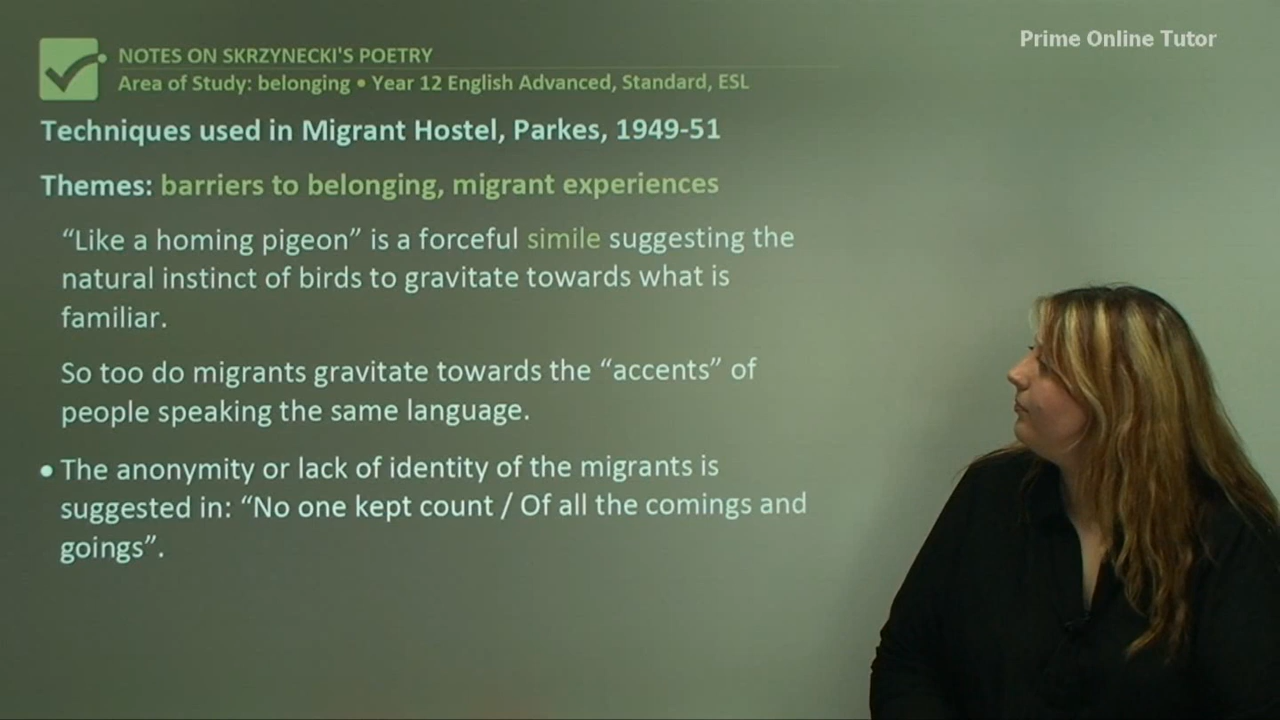 Prime Online Tutor
NOTES ON SKRZYNECKI'S POETRY
Area of Study: belonging • Year 12 English Advanced, Standard, ESL
Techniques used in Migrant Hostel, Parkes, 1949-51
Themes: barriers to belonging, migrant experiences
“Like a homing pigeon” is a forceful simile suggesting the
natural instinct of birds to gravitate towards what is
familiar.
So too do migrants gravitate towards the “accents” of
people speaking the same language.
• The anonymity or lack of identity of the migrants is
suggested in: “No one kept count / Of all the comings and
goings”.